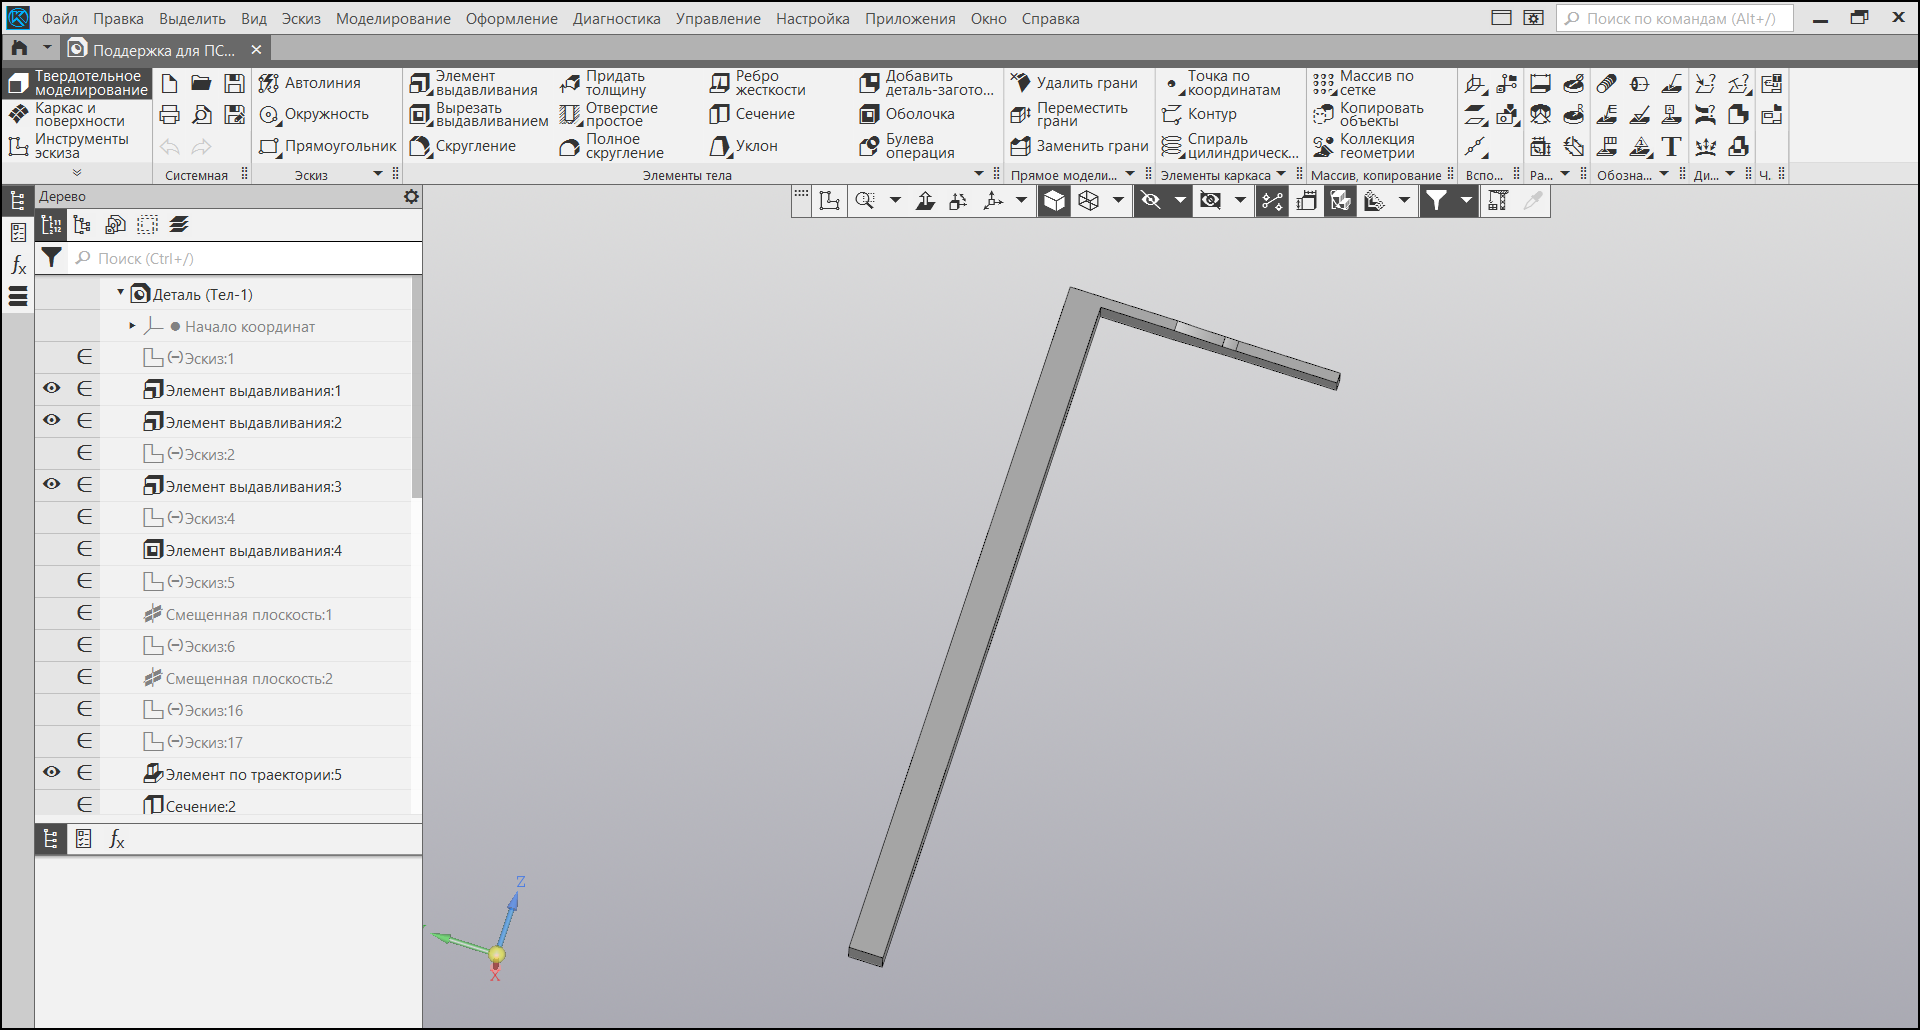 Файл Правка Выделить Вид Эскиз Моделирование Оформление Диагностика Управление Настройка Приложения Окно Справка Поиск по командам (Alt+/)
Поддержка для ПС...
Твердотельное моделирование
Каркас и поверхности
Инструменты эскиза
Системная
Автолиния
Окружность
Прямоугольник
Эскиз
Элемент выдавливания
Вырезать выдавливанием
Скругление
Придать толщину
Отверстие простое
Полное скругление
Ребро жесткости
Сечение
Уклон
Добавить деталь-загото...
Оболочка
Булева операция
Элементы тела
Удалить грани
Переместить грани
Заменить грани
Прямое модели...
Точка по координатам
Контур
Спираль цилиндрическ...
Элементы каркаса
Массив по сетке
Копировать объекты
Коллекция геометрии
Массив, копирование
Вспо...
Ра...
Обозна...
Ди...
Ч.
Дерево
Поиск (Ctrl+/)
Деталь (Тел-1)
Начало координат
(-)Эскиз:1
Элемент выдавливания:1
Элемент выдавливания:2
(-)Эскиз:2
Элемент выдавливания:3
(-)Эскиз:4
Элемент выдавливания:4
(-)Эскиз:5
Смещенная плоскость:1
(-)Эскиз:6
Смещенная плоскость:2
(-)Эскиз:16
(-)Эскиз:17
Элемент по траектории:5
Сечение:2
Z
X